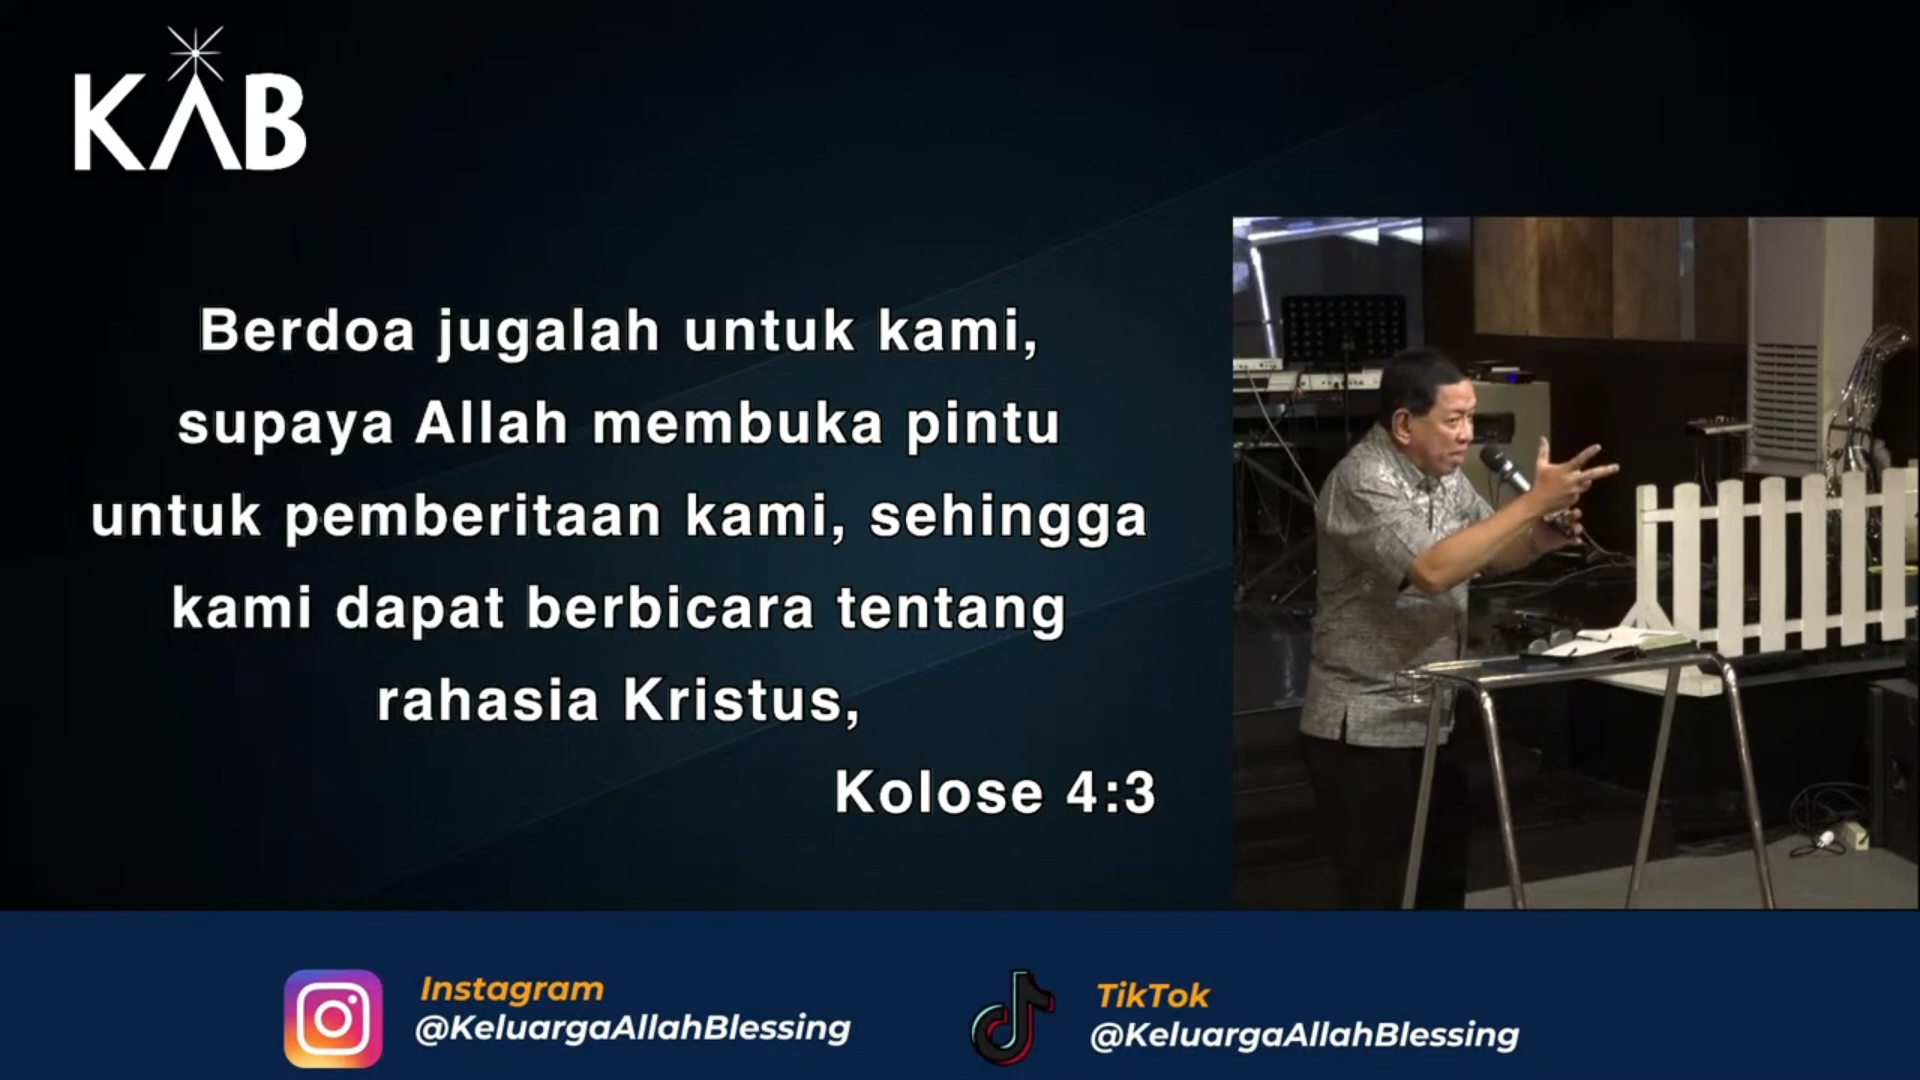 KAB
Berdoa jugalah untuk kami,
supaya Allah membuka pintu
untuk pemberitaan kami, sehingga
kami dapat berbicara tentang
rahasia Kristus,
Kolose 4:3
Instagram
@KeluargaAllahBlessing
TikTok
@KeluargaAllahBlessing